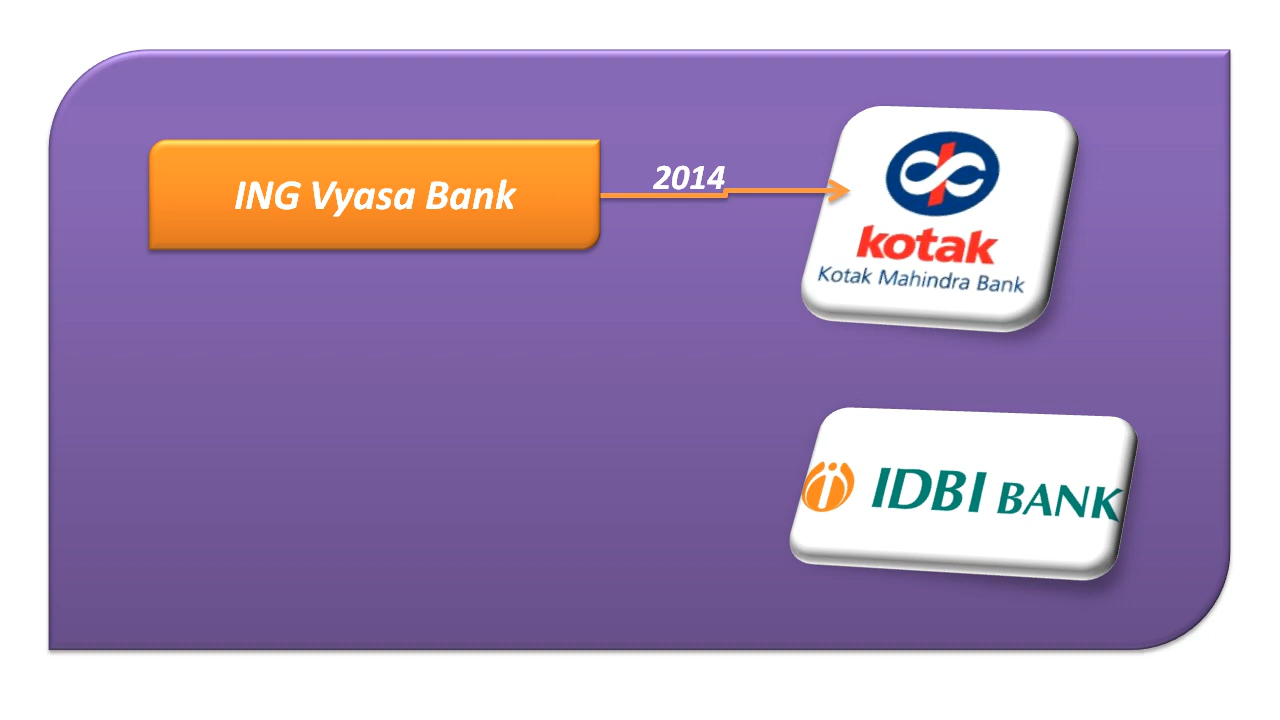 ING Vyasa Bank
2014
kotak
Kotak Mahindra Bank
IDBI BANK